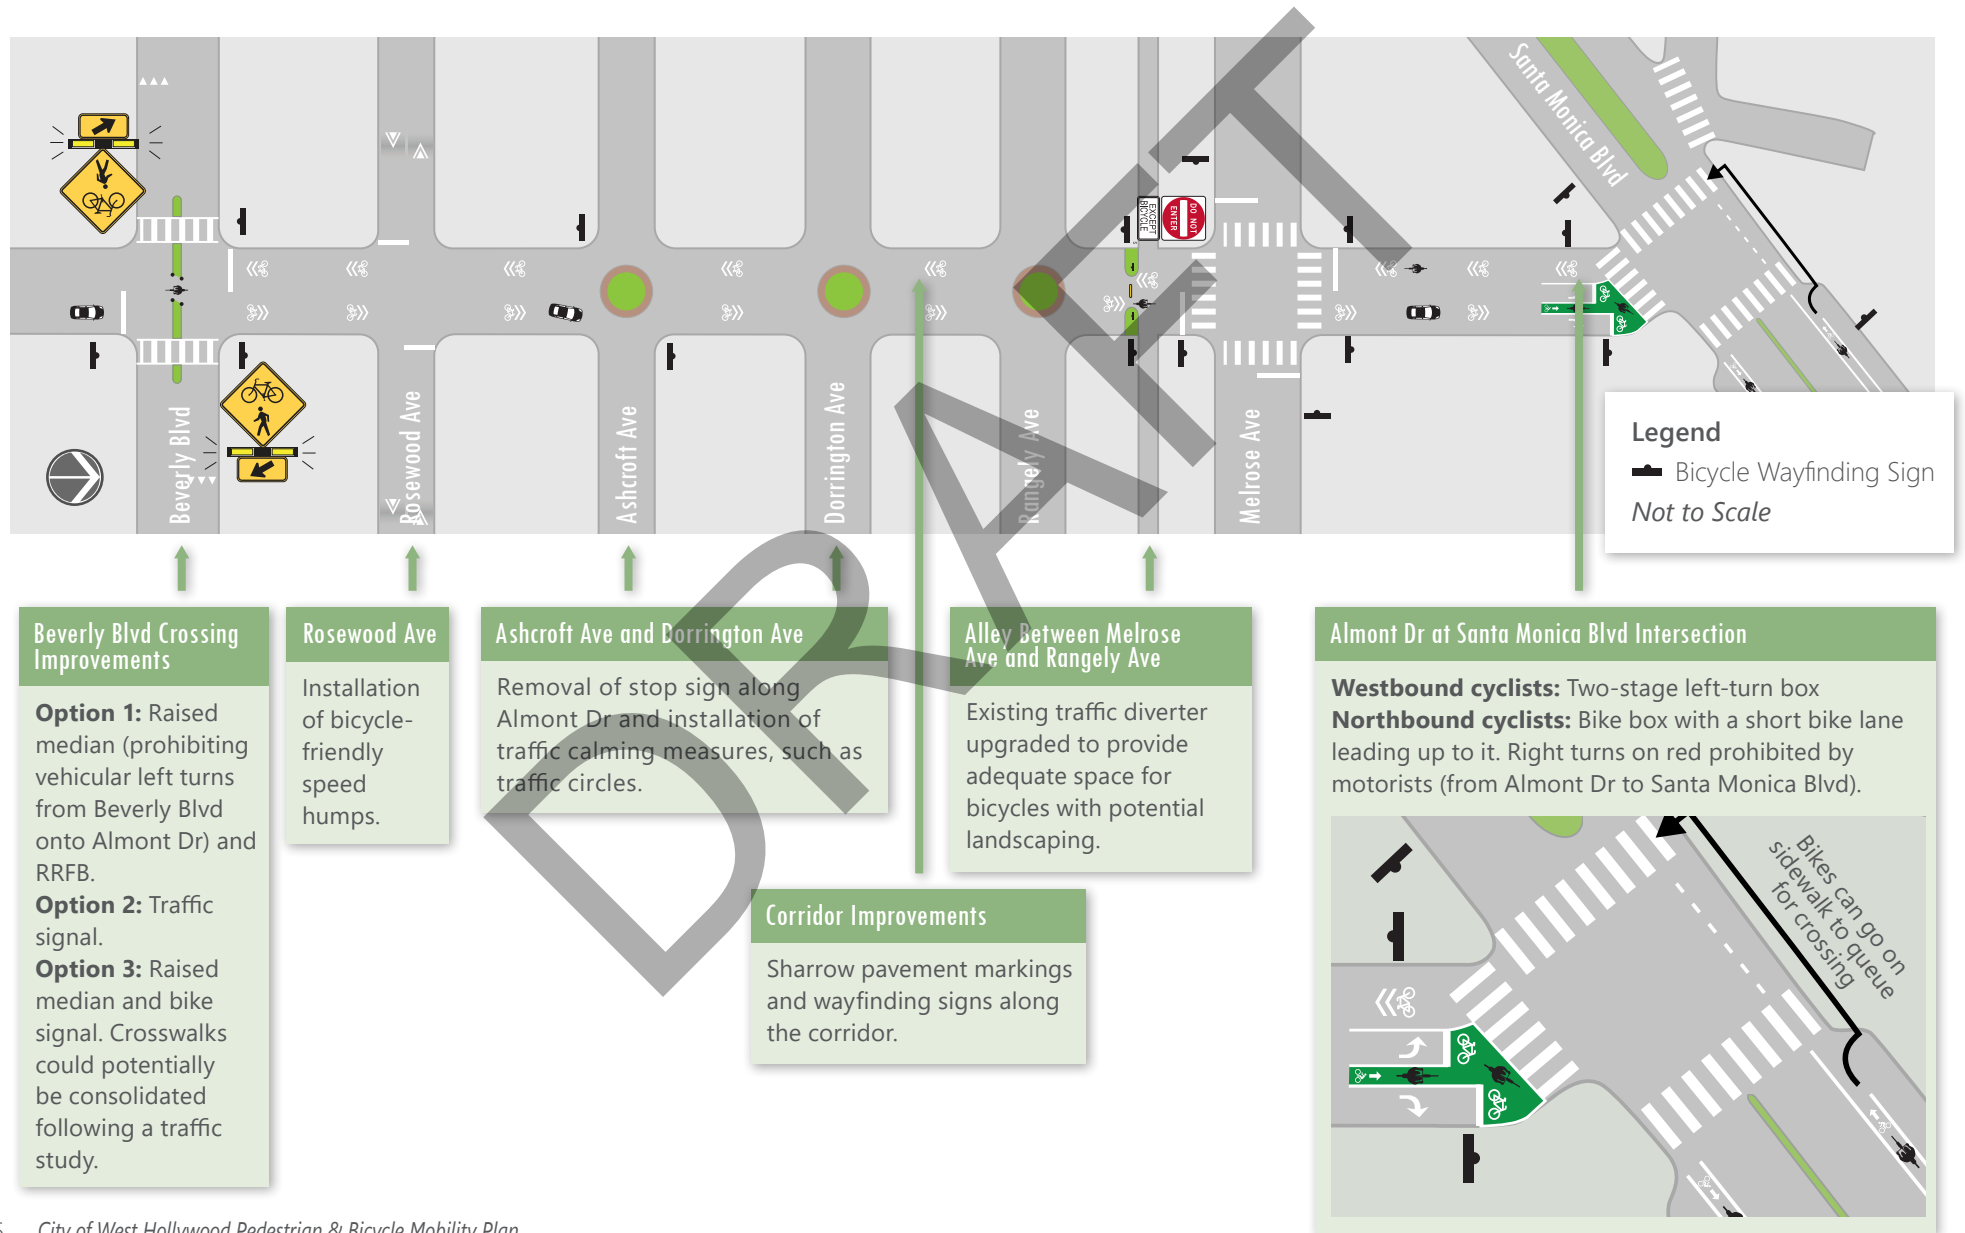 Santa Monica Blvd
EXCEPT
BICYCLE
DO NOT
ENTER
Beverly Blvd
Rosewood Ave
Ashcroft Ave
Dorrington Ave
Rangely Ave
Melrose Ave
DRAFT
Legend
Bicycle Wayfinding Sign
Not to Scale
Beverly Blvd Crossing
Improvements
Option 1: Raised
median (prohibiting
vehicular left turns
from Beverly Blvd
onto Almont Dr) and
RRFB.
Option 2: Traffic
signal.
Option 3: Raised
median and bike
signal. Crosswalks
could potentially
be consolidated
following a traffic
study.
Rosewood Ave
Installation
of bicycle-
friendly
speed
humps.
Ashcroft Ave and Dorrington Ave
Removal of stop sign along
Almont Dr and installation of
traffic calming measures, such as
traffic circles.
Corridor Improvements
Sharrow pavement markings
and wayfinding signs along
the corridor.
Alley Between Melrose
Ave and Rangely Ave
Existing traffic diverter
upgraded to provide
adequate space for
bicycles with potential
landscaping.
Almont Dr at Santa Monica Blvd Intersection
Westbound cyclists: Two-stage left-turn box
Northbound cyclists: Bike box with a short bike lane
leading up to it. Right turns on red prohibited by
motorists (from Almont Dr to Santa Monica Blvd).
Bikes can go on
sidewalk to queue
for crossing
City of West Hollywood Pedestrian & Bicycle Mobility Plan